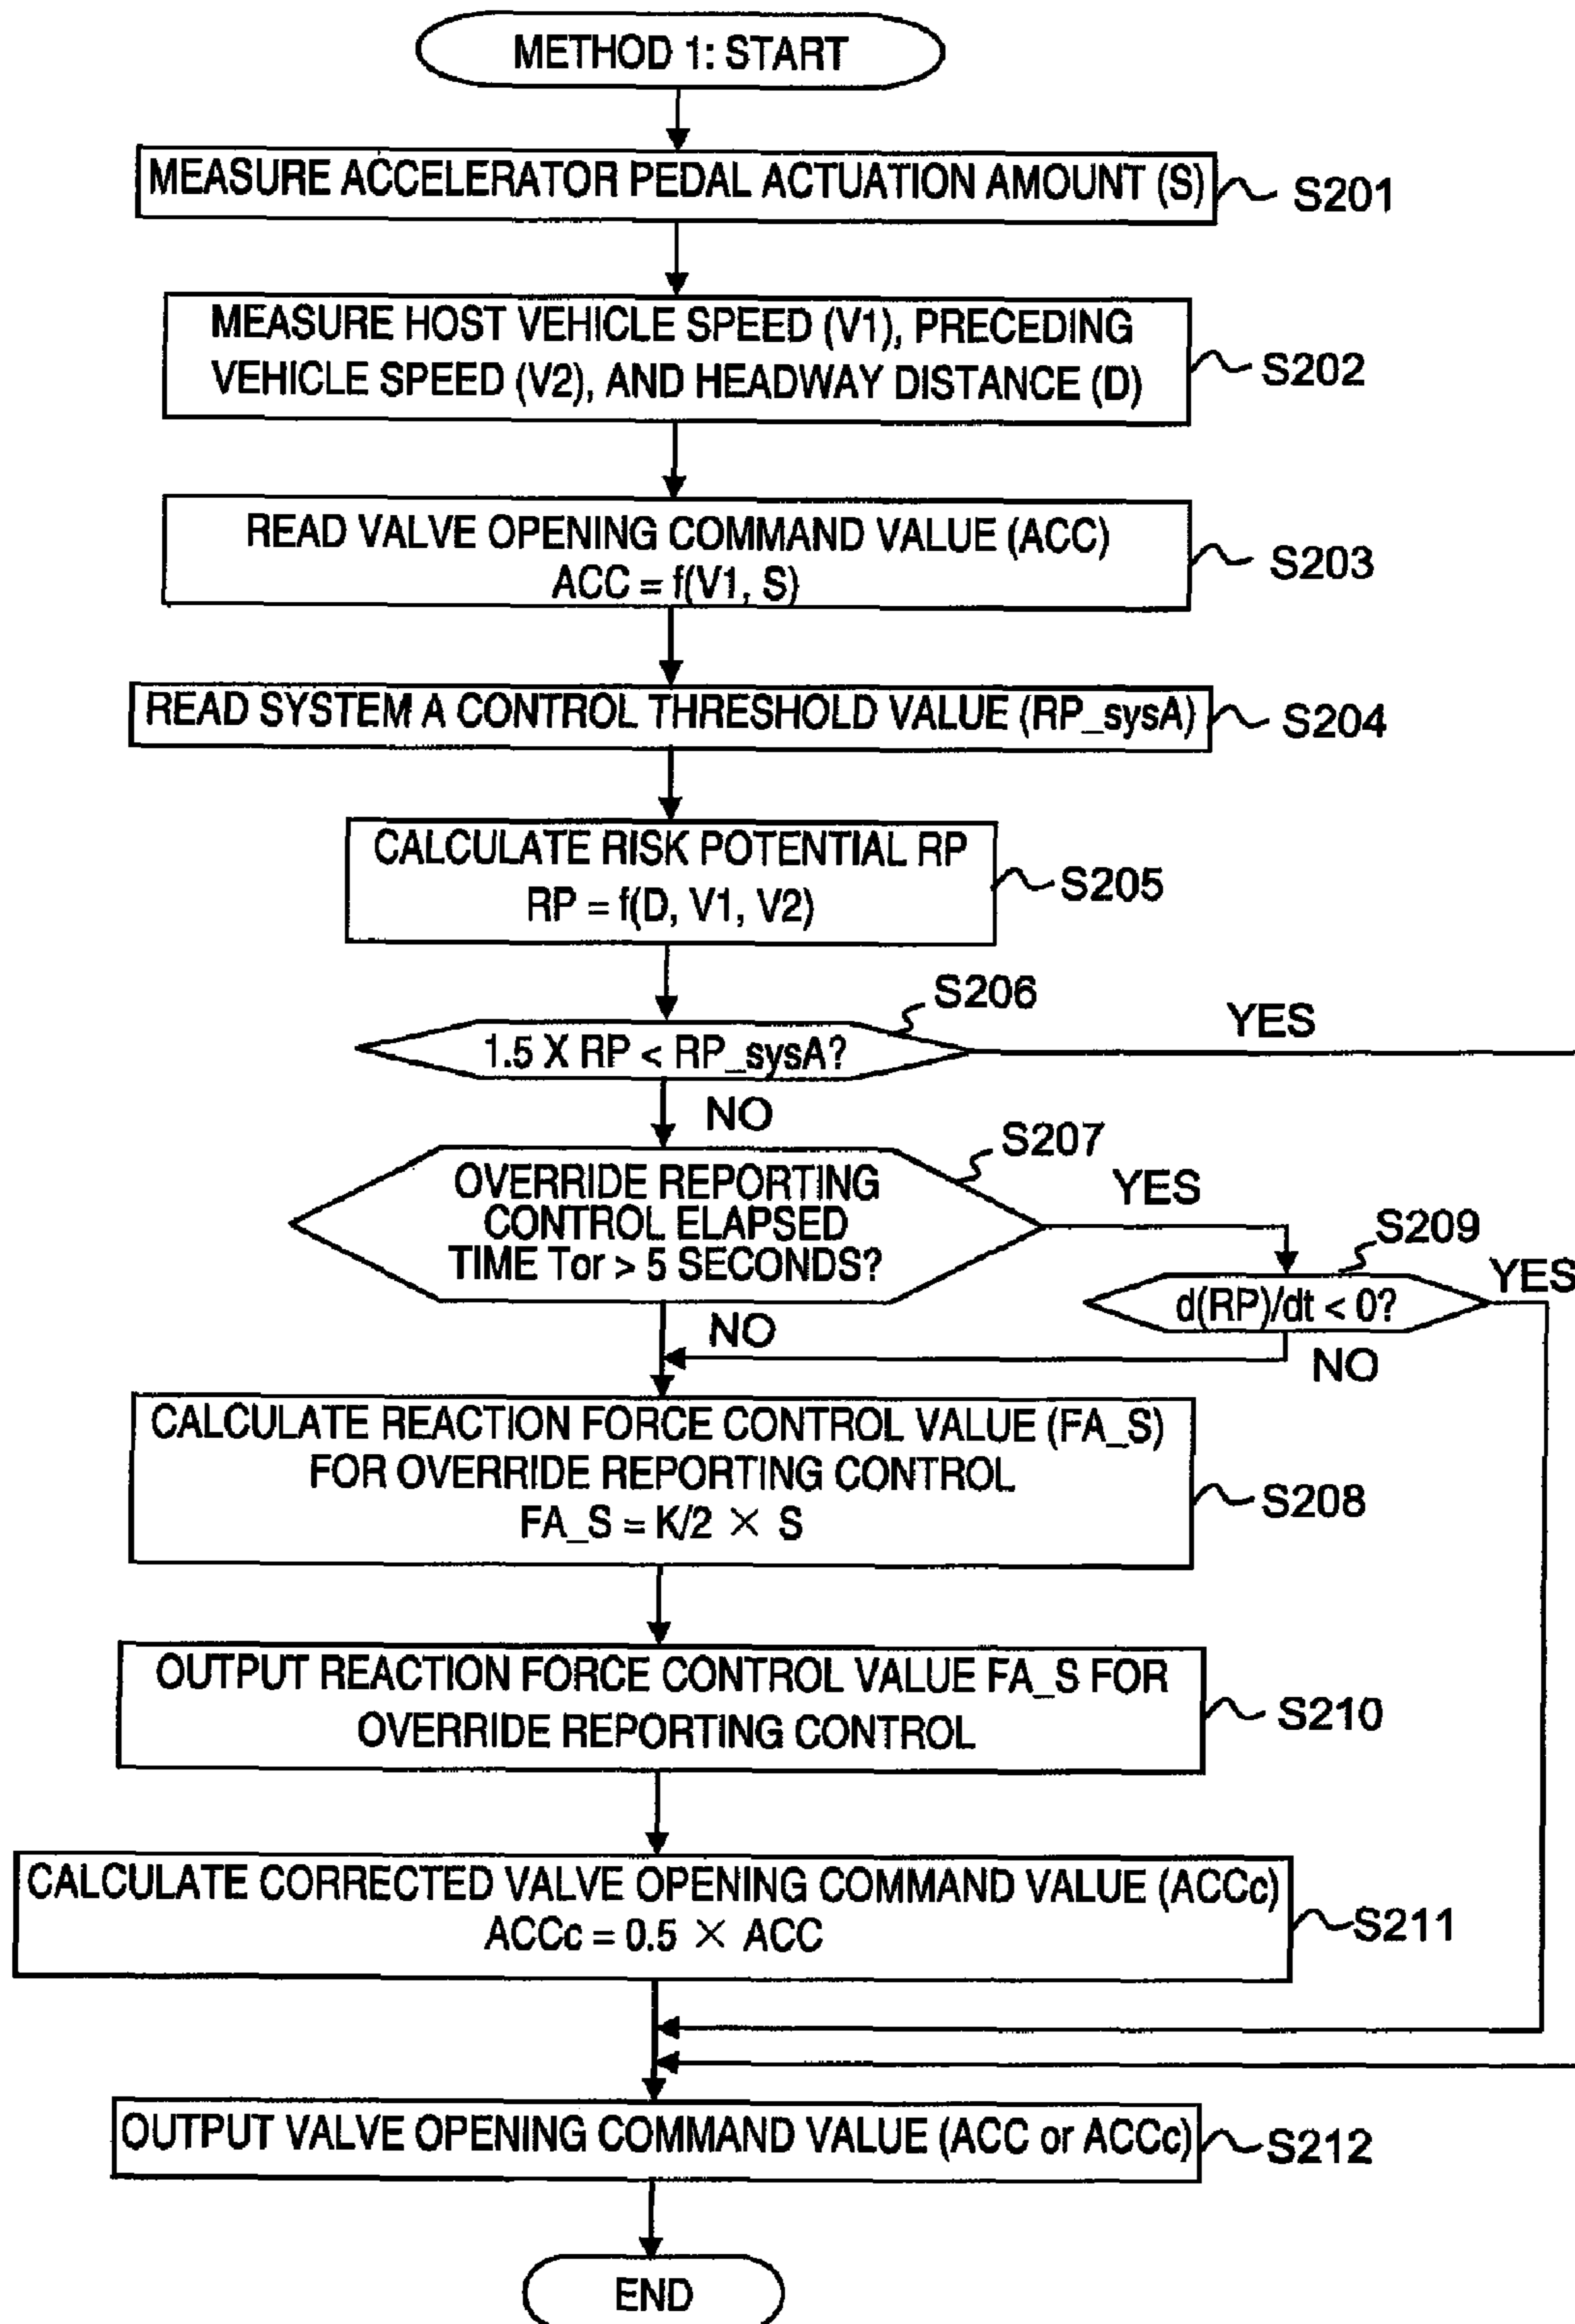 METHOD 1: START
MEASURE ACCELERATOR PEDAL ACTUATION AMOUNT (S)
S201
MEASURE HOST VEHICLE SPEED (V1), PRECEDING
VEHICLE SPEED (V2), AND HEADWAY DISTANCE (D)
S202
READ VALVE OPENING COMMAND VALUE (ACC)
ACC = f(V1, S)
S203
READ SYSTEM A CONTROL THRESHOLD VALUE (RP_sysA)
S204
CALCULATE RISK POTENTIAL RP
RP = f(D, V1, V2)
S205
S206
1.5 X RP < RP_sysA?
YES
NO
S207
OVERRIDE REPORTING
CONTROL ELAPSED
TIME Tor > 5 SECONDS?
YES
S209
d(RP)/dt < 0?
YES
NO
NO
CALCULATE REACTION FORCE CONTROL VALUE (FA_S)
FOR OVERRIDE REPORTING CONTROL
FA_S = K/2 × S
S208
OUTPUT REACTION FORCE CONTROL VALUE FA_S FOR
OVERRIDE REPORTING CONTROL
S210
CALCULATE CORRECTED VALVE OPENING COMMAND VALUE (ACCc)
ACCc = 0.5 × ACC
S211
OUTPUT VALVE OPENING COMMAND VALUE (ACC or ACCc)
S212
END